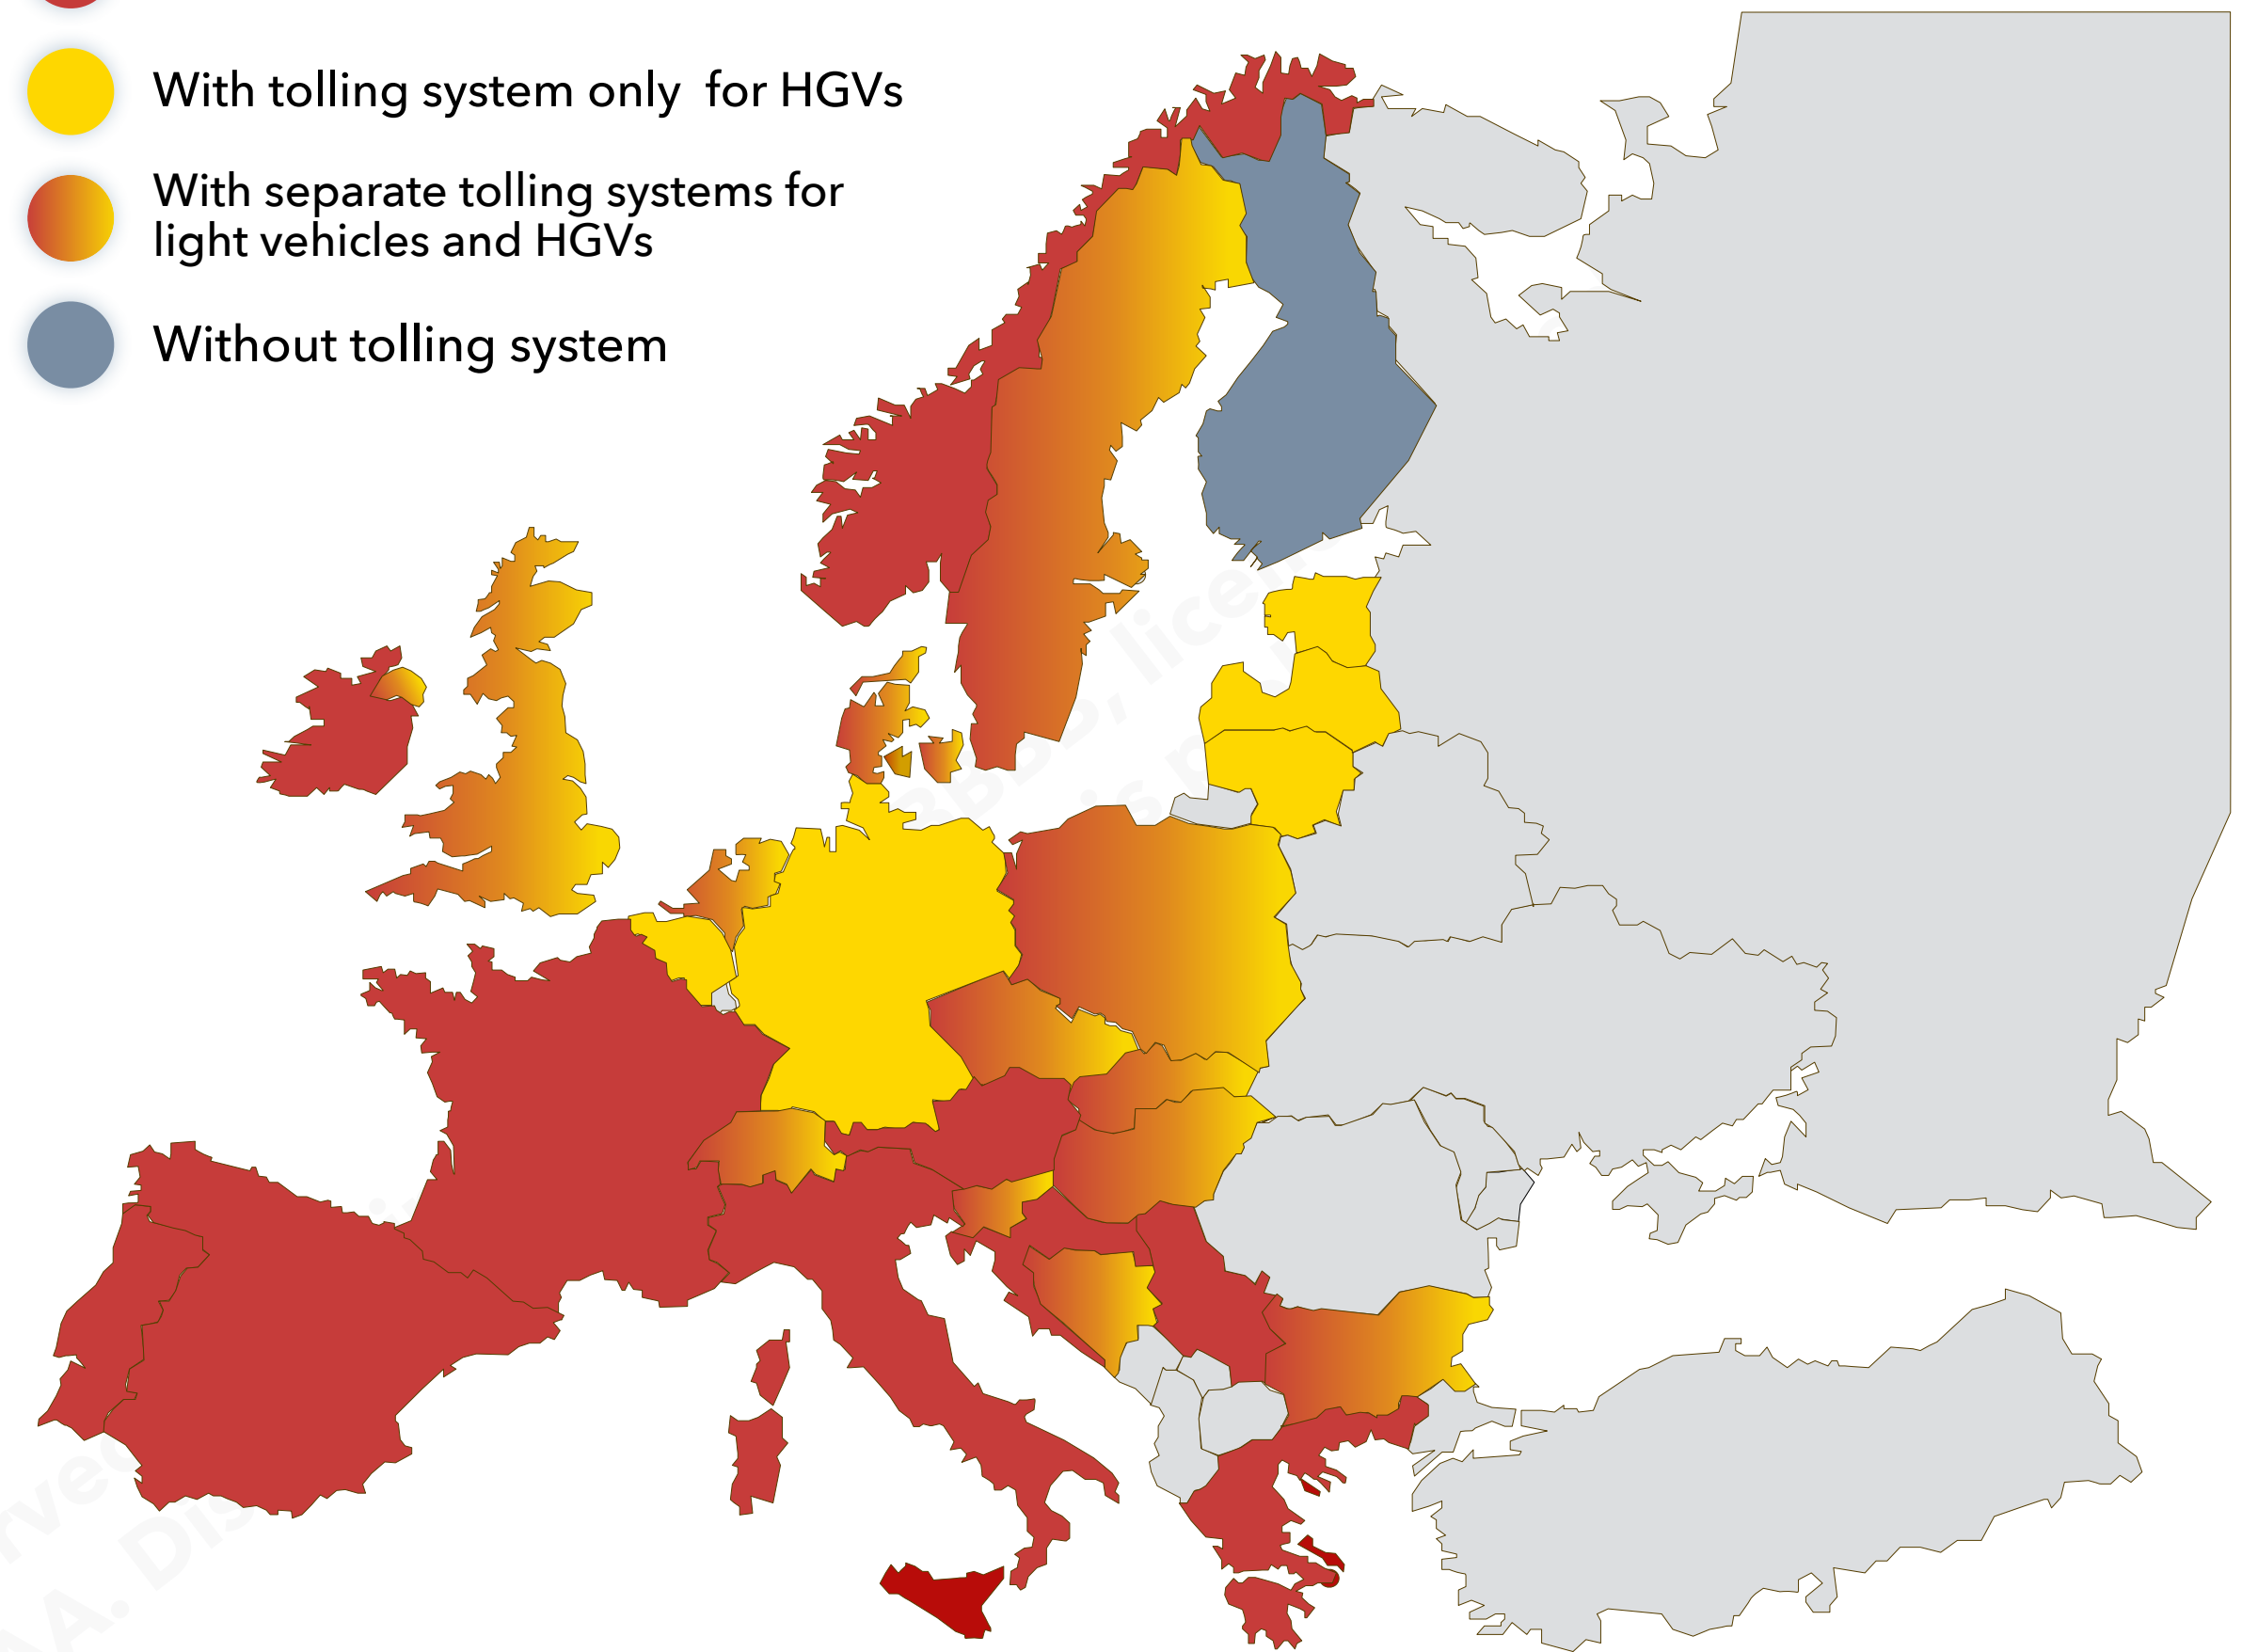 With tolling system only for HGVs
With separate tolling systems for
light vehicles and HGVs
Without tolling system